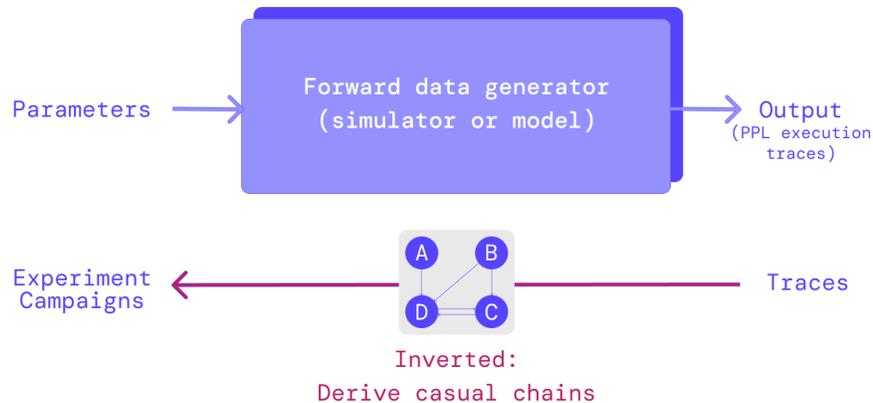 Forward data generator
(simulator or model)
Parameters
Output
(PPL execution
traces)
A
B
D
C
Experiment
Campaigns
Traces
Inverted:
Derive casual chains